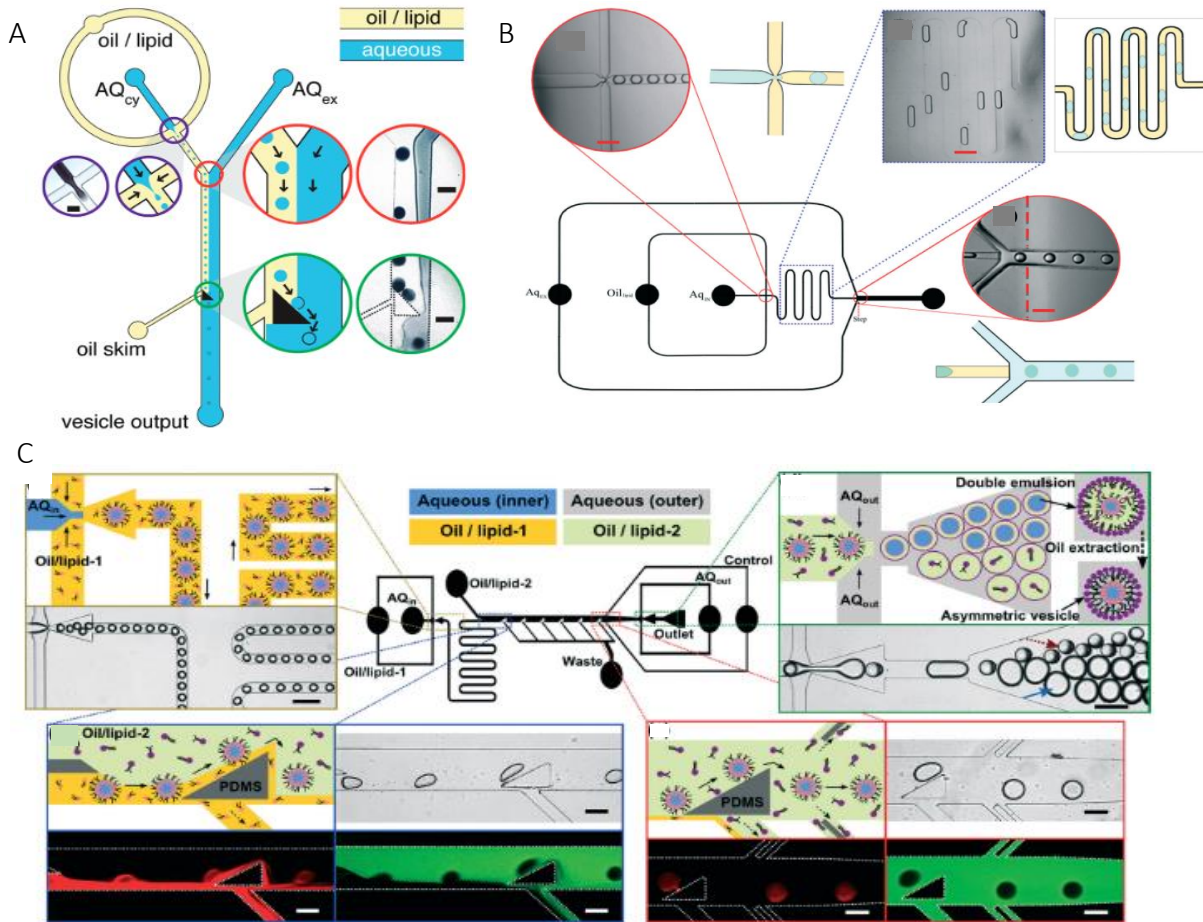 A
oil / lipid
oil / lipid
aqueous
AQcy
AQex
oil skim
vesicle output
B
Aqex
Oilmid
Aqin
Step
C
AQin
Oil/lipid-1
Aqueous (inner)
Aqueous (outer)
Oil / lipid-1
Oil / lipid-2
Oil/lipid-2
AQin
Oil/lipid-1
Control
AQout
Outlet
Waste
AQout
AQout
Double emulsion
Oil extraction
Asymmetric vesicle
Oil/lipid-2
PDMS
PDMS